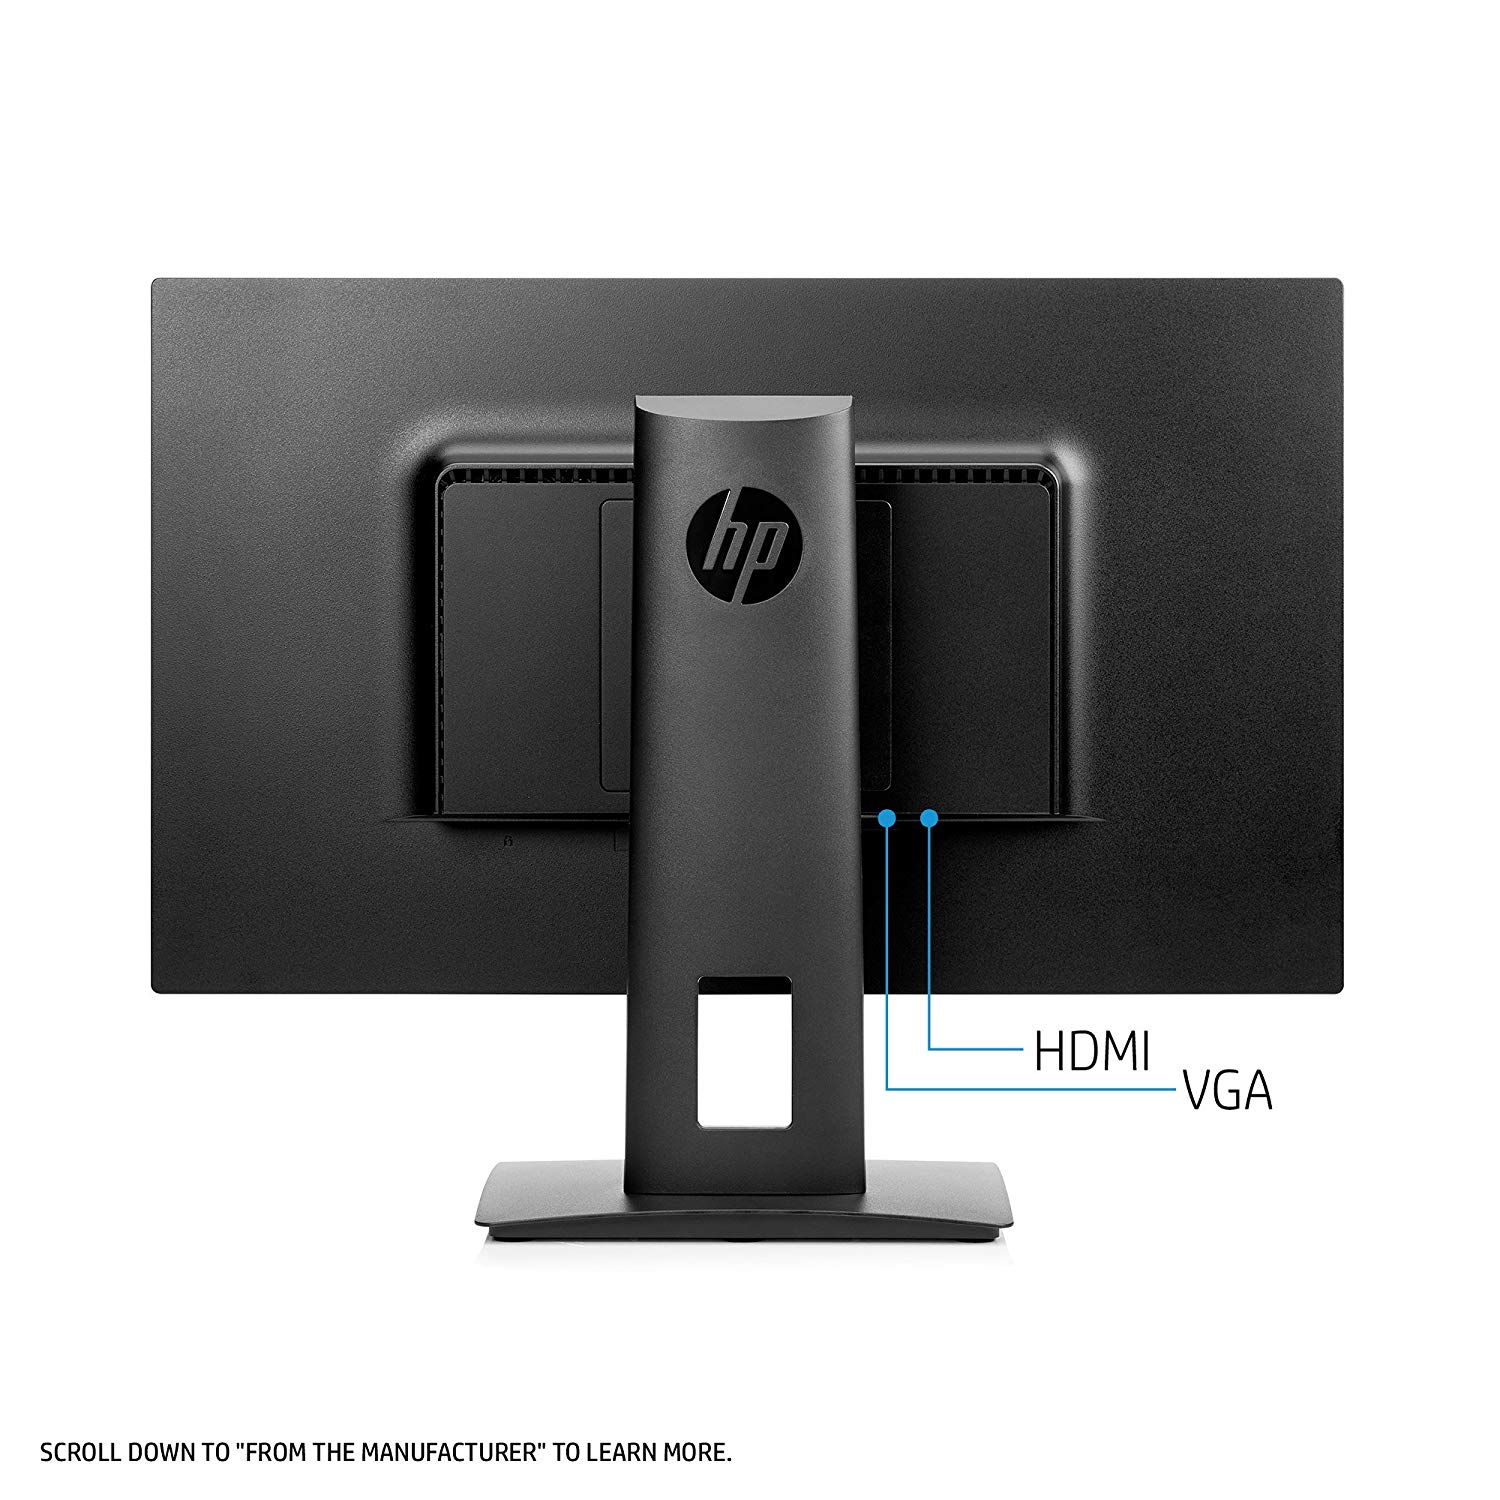 hp
HDMI
VGA
SCROLL DOWN TO "FROM THE MANUFACTURER" TO LEARN MORE.